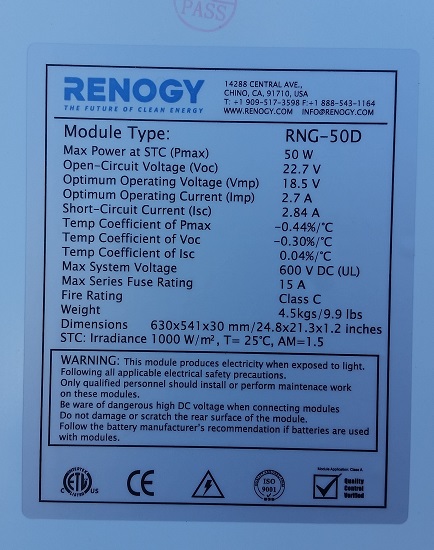 PASS
RENOGY
THE FUTURE OF CLEAN ENERGY
14288 CENTRAL AVE.,
CHINO, CA, 91710, USA
T: +1 909-517-3598 F:+1 888-543-1164
WWW.RENOGY.COM INFO@RENOGY.COM
Module Type: RNG-50D
Max Power at STC (Pmax) 50 W
Open-Circuit Voltage (Voc) 22.7 V
Optimum Operating Voltage (Vmp) 18.5 V
Optimum Operating Current (Imp) 2.7 A
Short-Circuit Current (Isc) 2.84 A
Temp Coefficient of Pmax -0.44%/°C
Temp Coefficient of Voc -0.30%/°C
Temp Coefficient of Isc 0.04%/°C
Max System Voltage 600 V DC (UL)
Max Series Fuse Rating 15 A
Fire Rating Class C
Weight 4.5kgs/9.9 lbs
Dimensions 630x541x30 mm/24.8x21.3x1.2 inches
STC: Irradiance 1000 W/m², T= 25°C, AM=1.5
WARNING: This module produces electricity when exposed to light.
Following all applicable electrical safety precautions.
Only qualified personnel should install or perform maintenace work
on these modules.
Be ware of dangerous high DC voltage when connecting modules
Do not damage or scratch the rear surface of the module.
Follow the battery manufacturer's recommendation if batteries are used
with modules.
Module Application: Class A
ETL
C US
CE
ISO
9001
Quality
Control
Verified